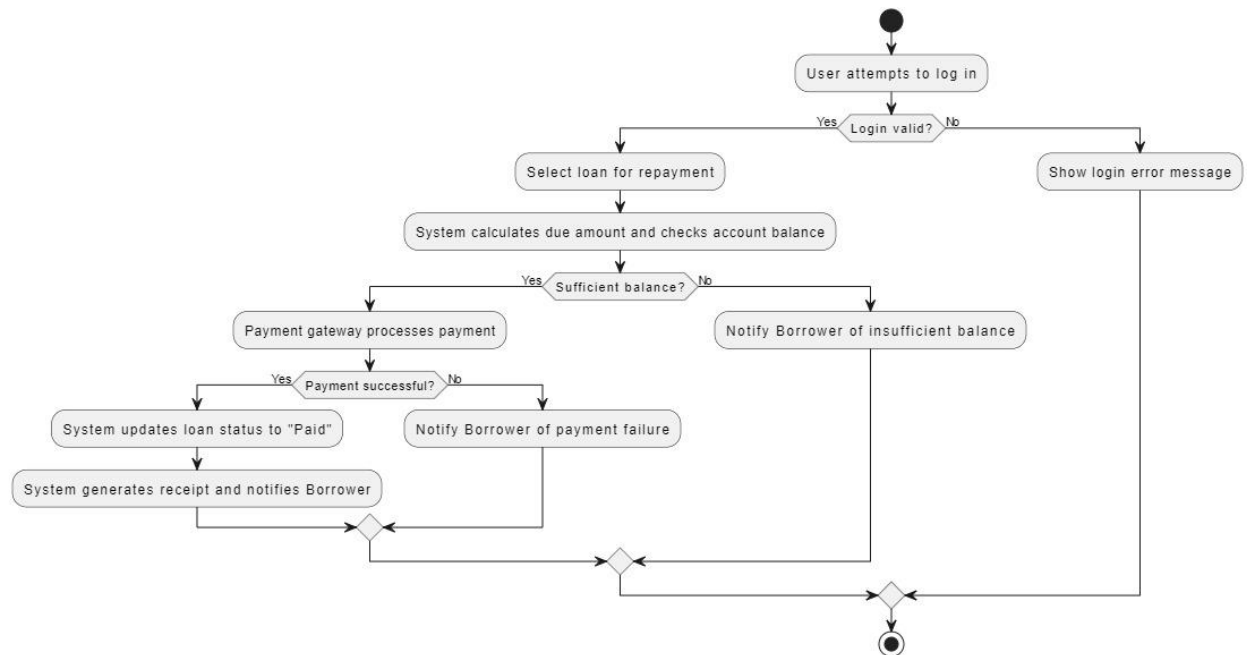 User attempts to log in
Yes
Login valid?
No
Select loan for repayment
Show login error message
System calculates due amount and checks account balance
Yes
Sufficient balance?
No
Payment gateway processes payment
Notify Borrower of insufficient balance
Yes
Payment successful?
No
System updates loan status to "Paid"
Notify Borrower of payment failure
System generates receipt and notifies Borrower